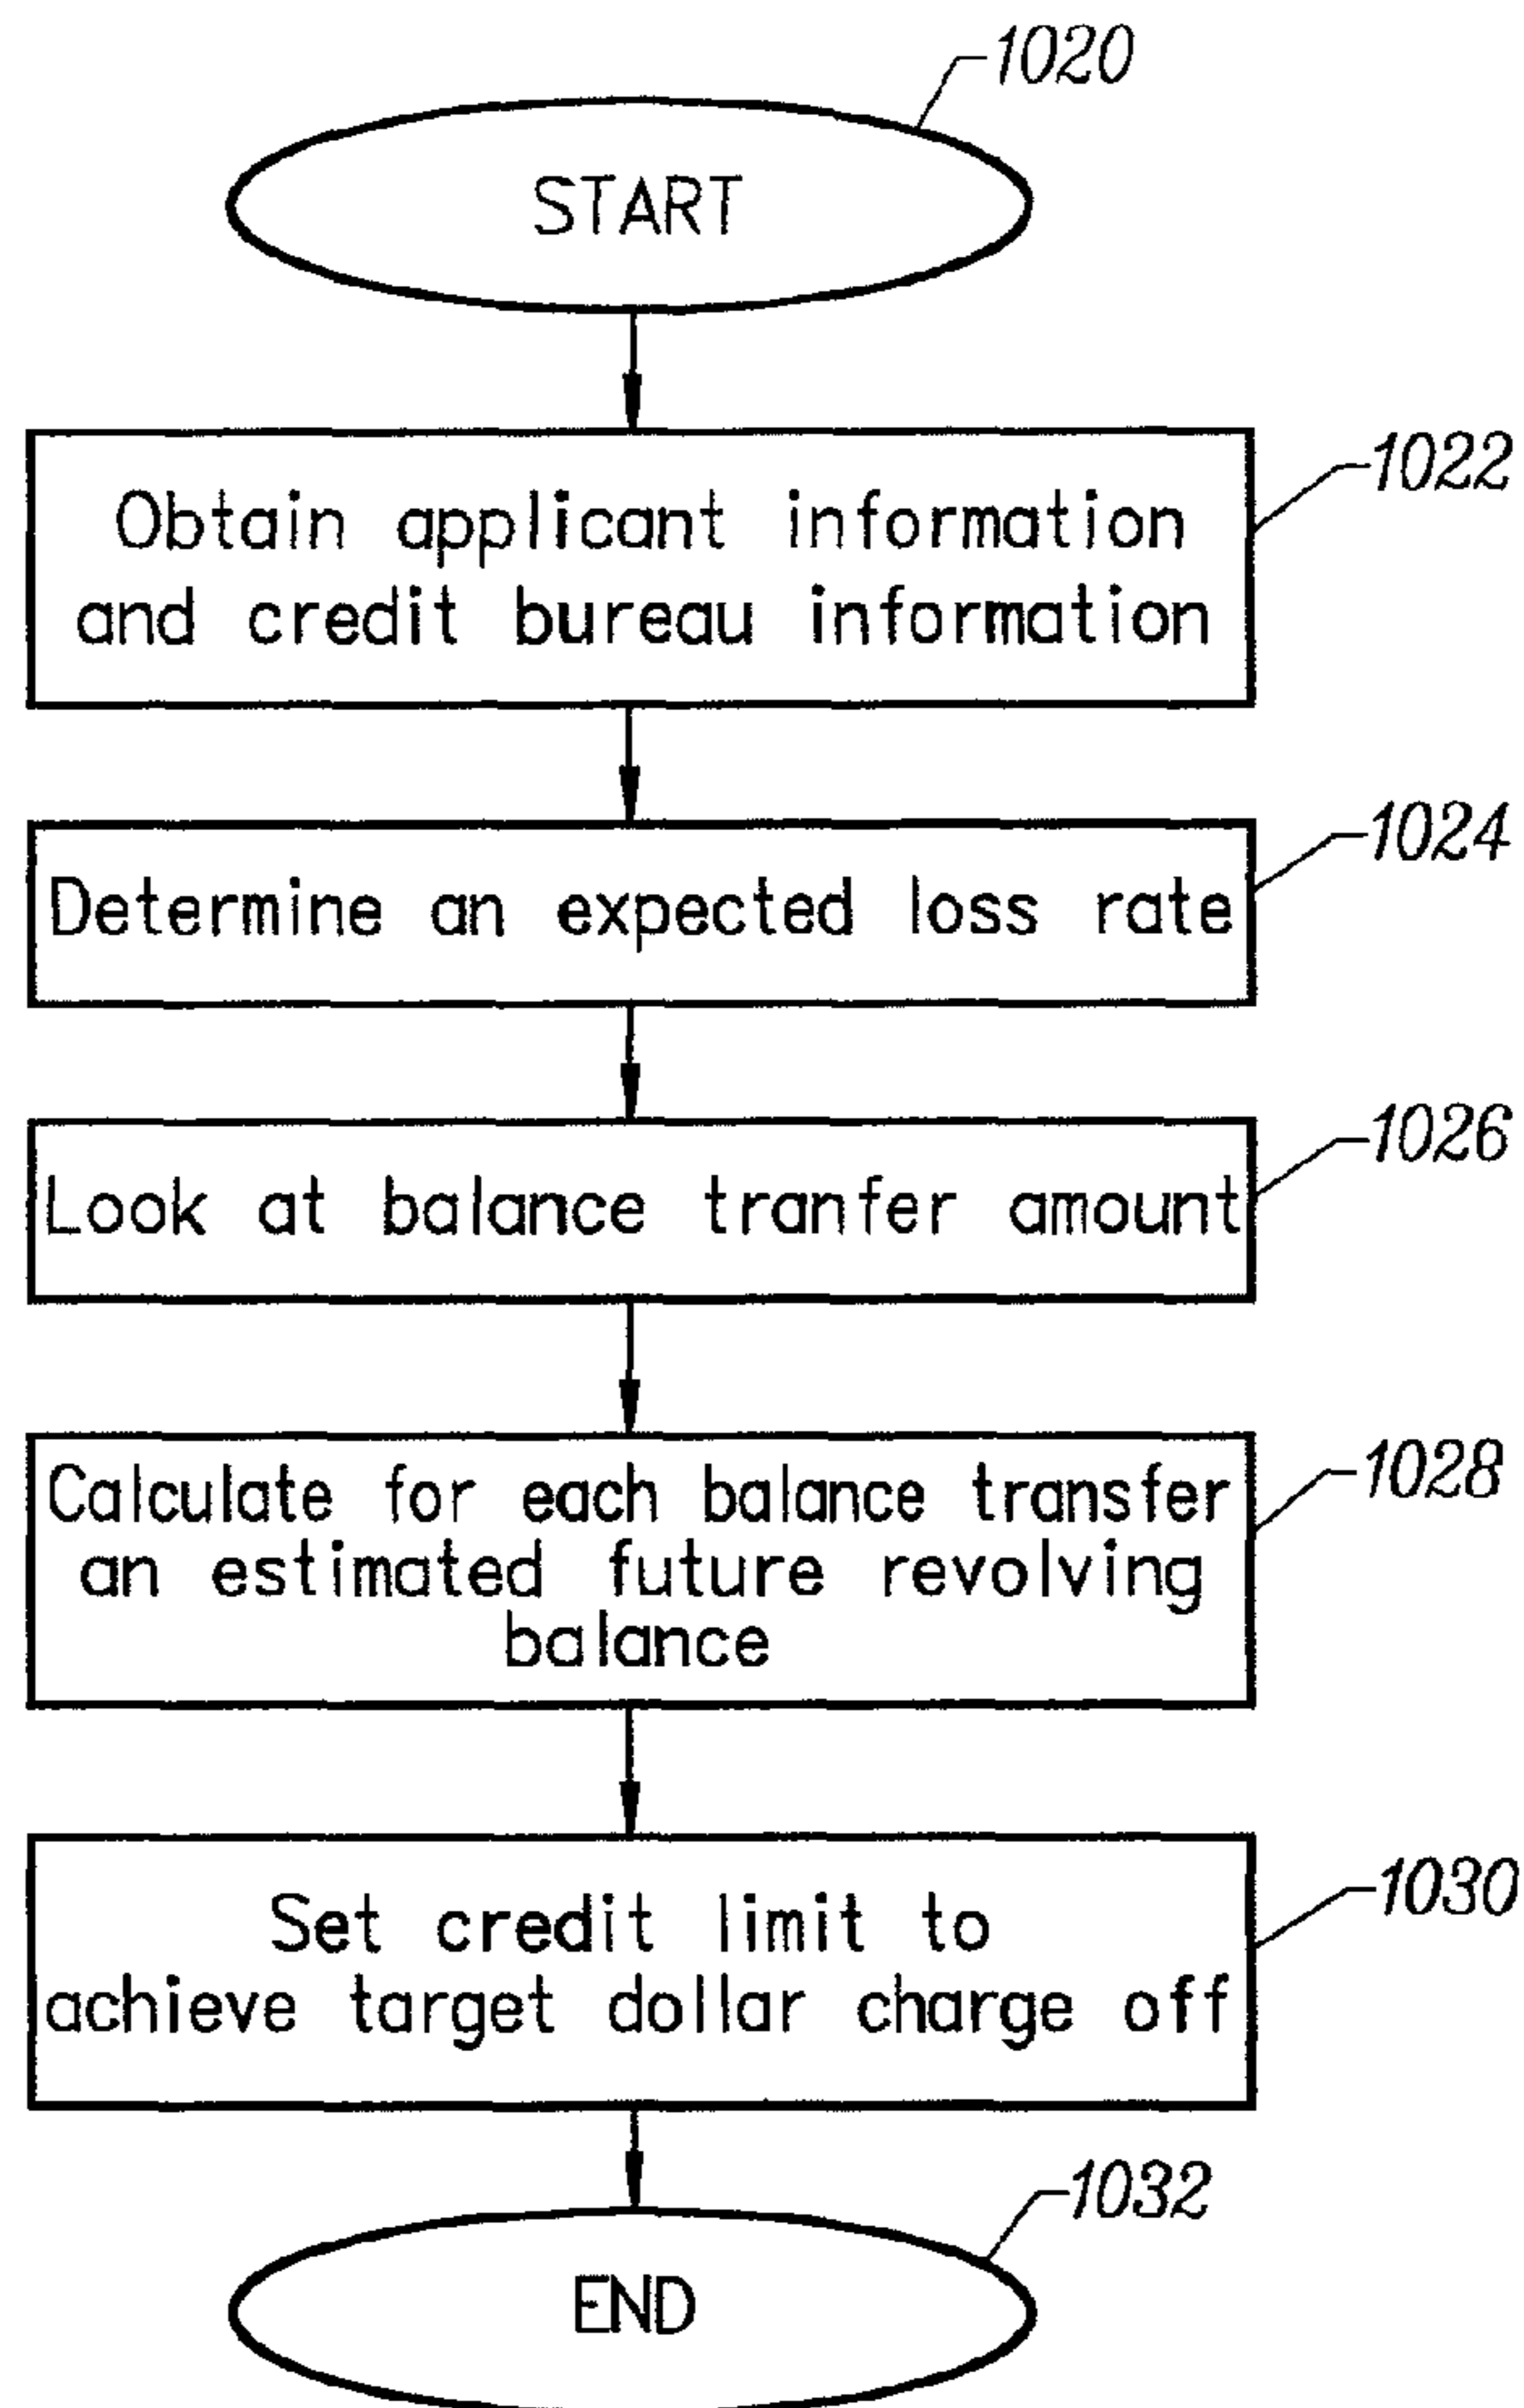 1020
START
1022
Obtain applicant information
and credit bureau information
1024
Determine an expected loss rate
1026
Look at balance tranfer amount
1028
Calculate for each balance transfer
an estimated future revolving
balance
1030
Set credit limit to
achieve target dollar charge off
1032
END